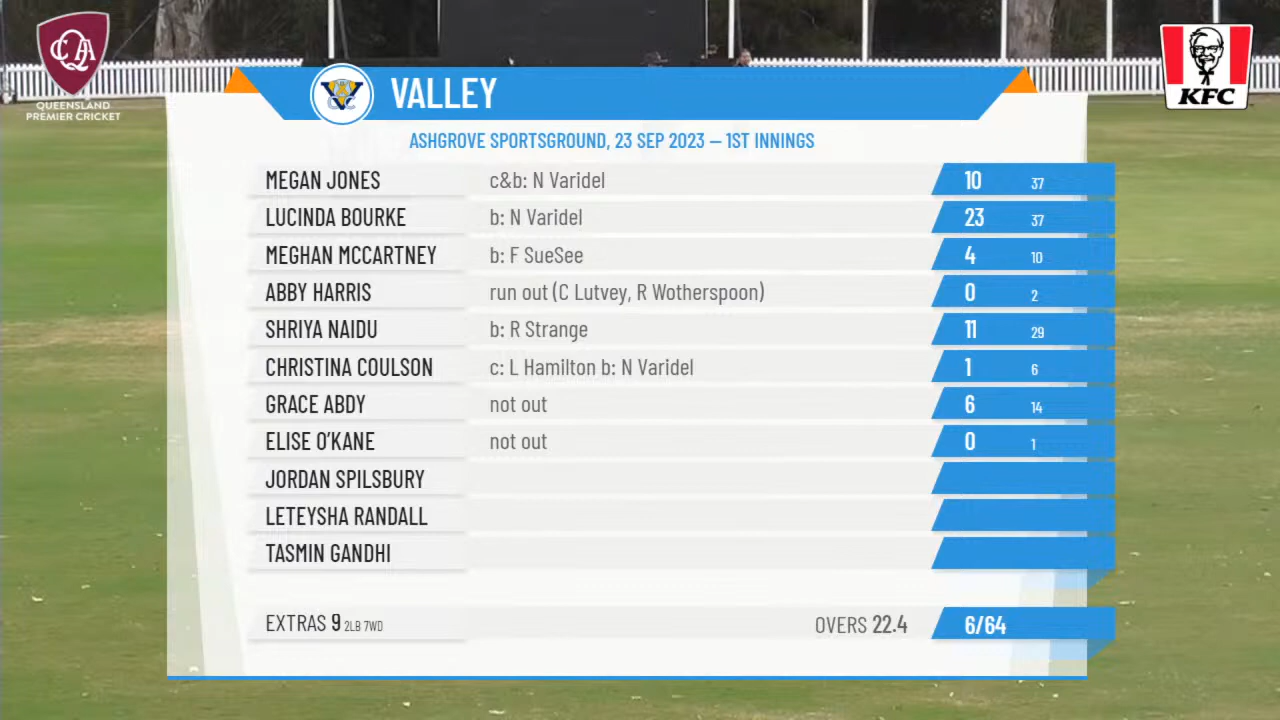 QUEENSLAND
PREMIER CRICKET
KFC
VALLEY
ASHGROVE SPORTSGROUND, 23 SEP 2023 – 1ST INNINGS
MEGAN JONES c&b: N Varidel 10 37
LUCINDA BOURKE b: N Varidel 23 37
MEGHAN MCCARTNEY b: F SueSee 4 10
ABBY HARRIS run out (C Lutvey, R Wotherspoon) 0 2
SHRIYA NAIDU b: R Strange 11 29
CHRISTINA COULSON c: L Hamilton b: N Varidel 1 6
GRACE ABDY not out 6 14
ELISE O'KANE not out 0 1
JORDAN SPILSBURY
LETEYSHA RANDALL
TASMIN GANDHI
EXTRAS 9 2LB 7WD OVERS 22.4 6/64